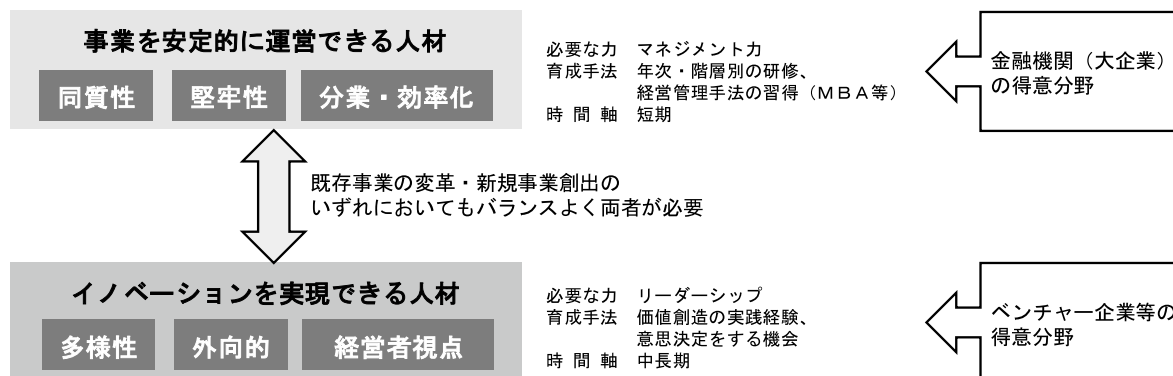 事業を安定的に運営できる人材
同質性
堅牢性
分業・効率化
必要な力　マネジメント力
育成手法　年次・階層別の研修、
経営管理手法の習得（ＭＢＡ等）
時 間 軸　短期
金融機関（大企業）
の得意分野
既存事業の変革・新規事業創出の
いずれにおいてもバランスよく両者が必要
イノベーションを実現できる人材
多様性
外向的
経営者視点
必要な力　リーダーシップ
育成手法　価値創造の実践経験、
意思決定をする機会
時 間 軸　中長期
ベンチャー企業等の
得意分野